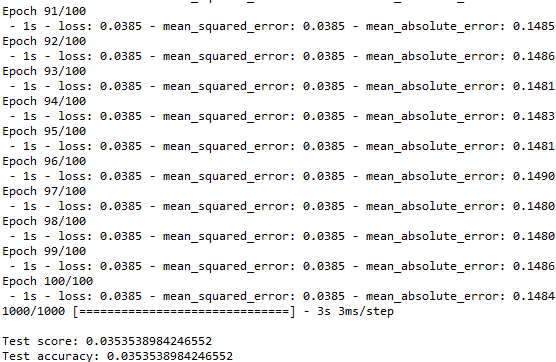 Epoch 91/100
 - 1s - loss: 0.0385 - mean_squared_error: 0.0385 - mean_absolute_error: 0.1485
Epoch 92/100
 - 1s - loss: 0.0385 - mean_squared_error: 0.0385 - mean_absolute_error: 0.1486
Epoch 93/100
 - 1s - loss: 0.0385 - mean_squared_error: 0.0385 - mean_absolute_error: 0.1481
Epoch 94/100
 - 1s - loss: 0.0385 - mean_squared_error: 0.0385 - mean_absolute_error: 0.1483
Epoch 95/100
 - 1s - loss: 0.0385 - mean_squared_error: 0.0385 - mean_absolute_error: 0.1481
Epoch 96/100
 - 1s - loss: 0.0385 - mean_squared_error: 0.0385 - mean_absolute_error: 0.1490
Epoch 97/100
 - 1s - loss: 0.0385 - mean_squared_error: 0.0385 - mean_absolute_error: 0.1480
Epoch 98/100
 - 1s - loss: 0.0385 - mean_squared_error: 0.0385 - mean_absolute_error: 0.1480
Epoch 99/100
 - 1s - loss: 0.0385 - mean_squared_error: 0.0385 - mean_absolute_error: 0.1486
Epoch 100/100
 - 1s - loss: 0.0385 - mean_squared_error: 0.0385 - mean_absolute_error: 0.1484
1000/1000 [==============================] - 3s 3ms/step

Test score: 0.0353538984246552
Test accuracy: 0.0353538984246552